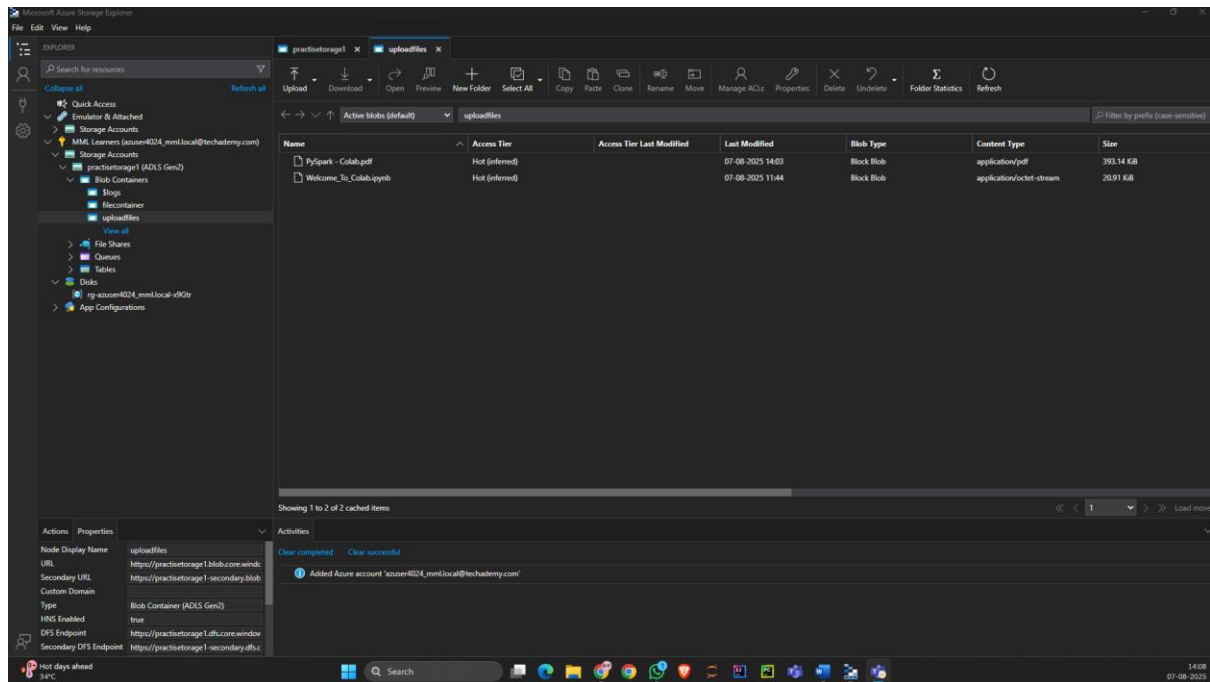 Microsoft Azure Storage Explorer
File Edit View Help
EXPLORER
Search for resources
Collapse all Refresh all
Quick Access
Emulator & Attached
Storage Accounts
MML Learners (azuser4024_mml.local@techademy.com)
Storage Accounts
practisetorage1 (ADLS Gen2)
Blob Containers
$logs
filecontainer
uploadfiles
View all
File Shares
Queues
Tables
Disks
rg-azuser4024_mml.local-x9Gtr
App Configurations
practisetorage1 uploadfiles
Upload Download Open Preview New Folder Select All Copy Paste Clone Rename Move Manage ACLs Properties Delete Undelete Folder Statistics Refresh
Active blobs (default) uploadfiles Filter by prefix (case-sensitive)
Name Access Tier Access Tier Last Modified Last Modified Blob Type Content Type Size
PySpark - Colab.pdf Hot (inferred) 07-08-2025 14:03 Block Blob application/pdf 393.14 KiB
Welcome_To_Colab.ipynb Hot (inferred) 07-08-2025 11:44 Block Blob application/octet-stream 20.91 KiB
Showing 1 to 2 of 2 cached items 1 Load more
Actions Properties
Node Display Name uploadfiles
URL https://practisetorage1.blob.core.windc
Secondary URL https://practisetorage1-secondary.blob
Custom Domain
Type Blob Container (ADLS Gen2)
HNS Enabled true
DFS Endpoint https://practisetorage1.dfs.core.window
Secondary DFS Endpoint https://practisetorage1-secondary.dfs.c
Activities
Clear completed Clear successful
Added Azure account 'azuser4024_mml.local@techademy.com'
Hot days ahead
34°C
Search
14:08
07-08-2025